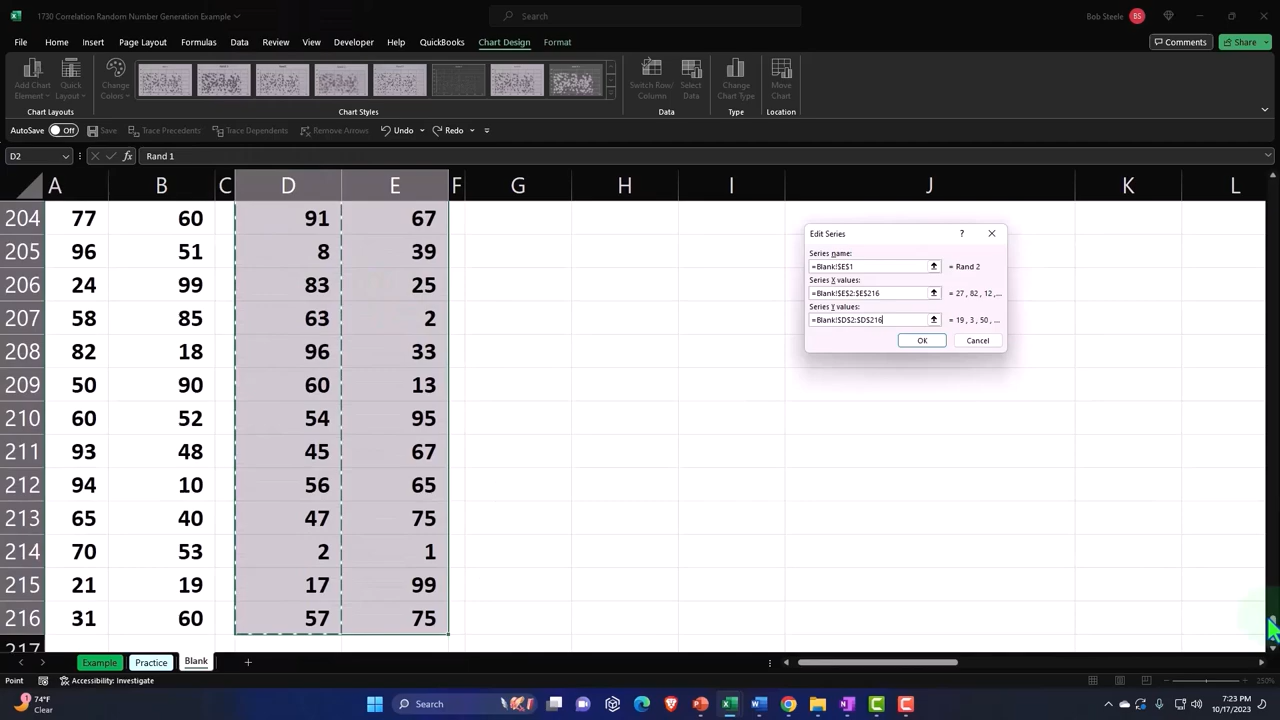 1730 Correlation Random Number Generation Example
Search
Bob Steele BS
File Home Insert Page Layout Formulas Data Review View Developer Help QuickBooks Chart Design Format
Comments Share
Add Chart Element Quick Layout Change Colors Switch Row/ Column Select Data Change Chart Type Move Chart
Chart Layouts Chart Styles Data Type Location
AutoSave Off Save Trace Precedents Trace Dependents Remove Arrows Undo Redo
D2 fx Rand 1
A B C D E F G H I J K L
204 77 60 91 67
205 96 51 8 39
206 24 99 83 25
207 58 85 63 2
208 82 18 96 33
209 50 90 60 13
210 60 52 54 95
211 93 48 45 67
212 94 10 56 65
213 65 40 47 75
214 70 53 2 1
215 21 19 17 99
216 31 60 57 75
217
Edit Series ?
Series name:
=Blank!$E$1 = Rand 2
Series X values:
=Blank!$E$2:$E$216 = 27 , 82 , 12 ,...
Series Y values:
=Blank!$D$2:$D$216 = 19 , 3 , 50 , ...
OK Cancel
Example Practice Blank
Point Accessibility: Investigate 250%
1 74°F Clear
Search
7:23 PM
10/17/2023